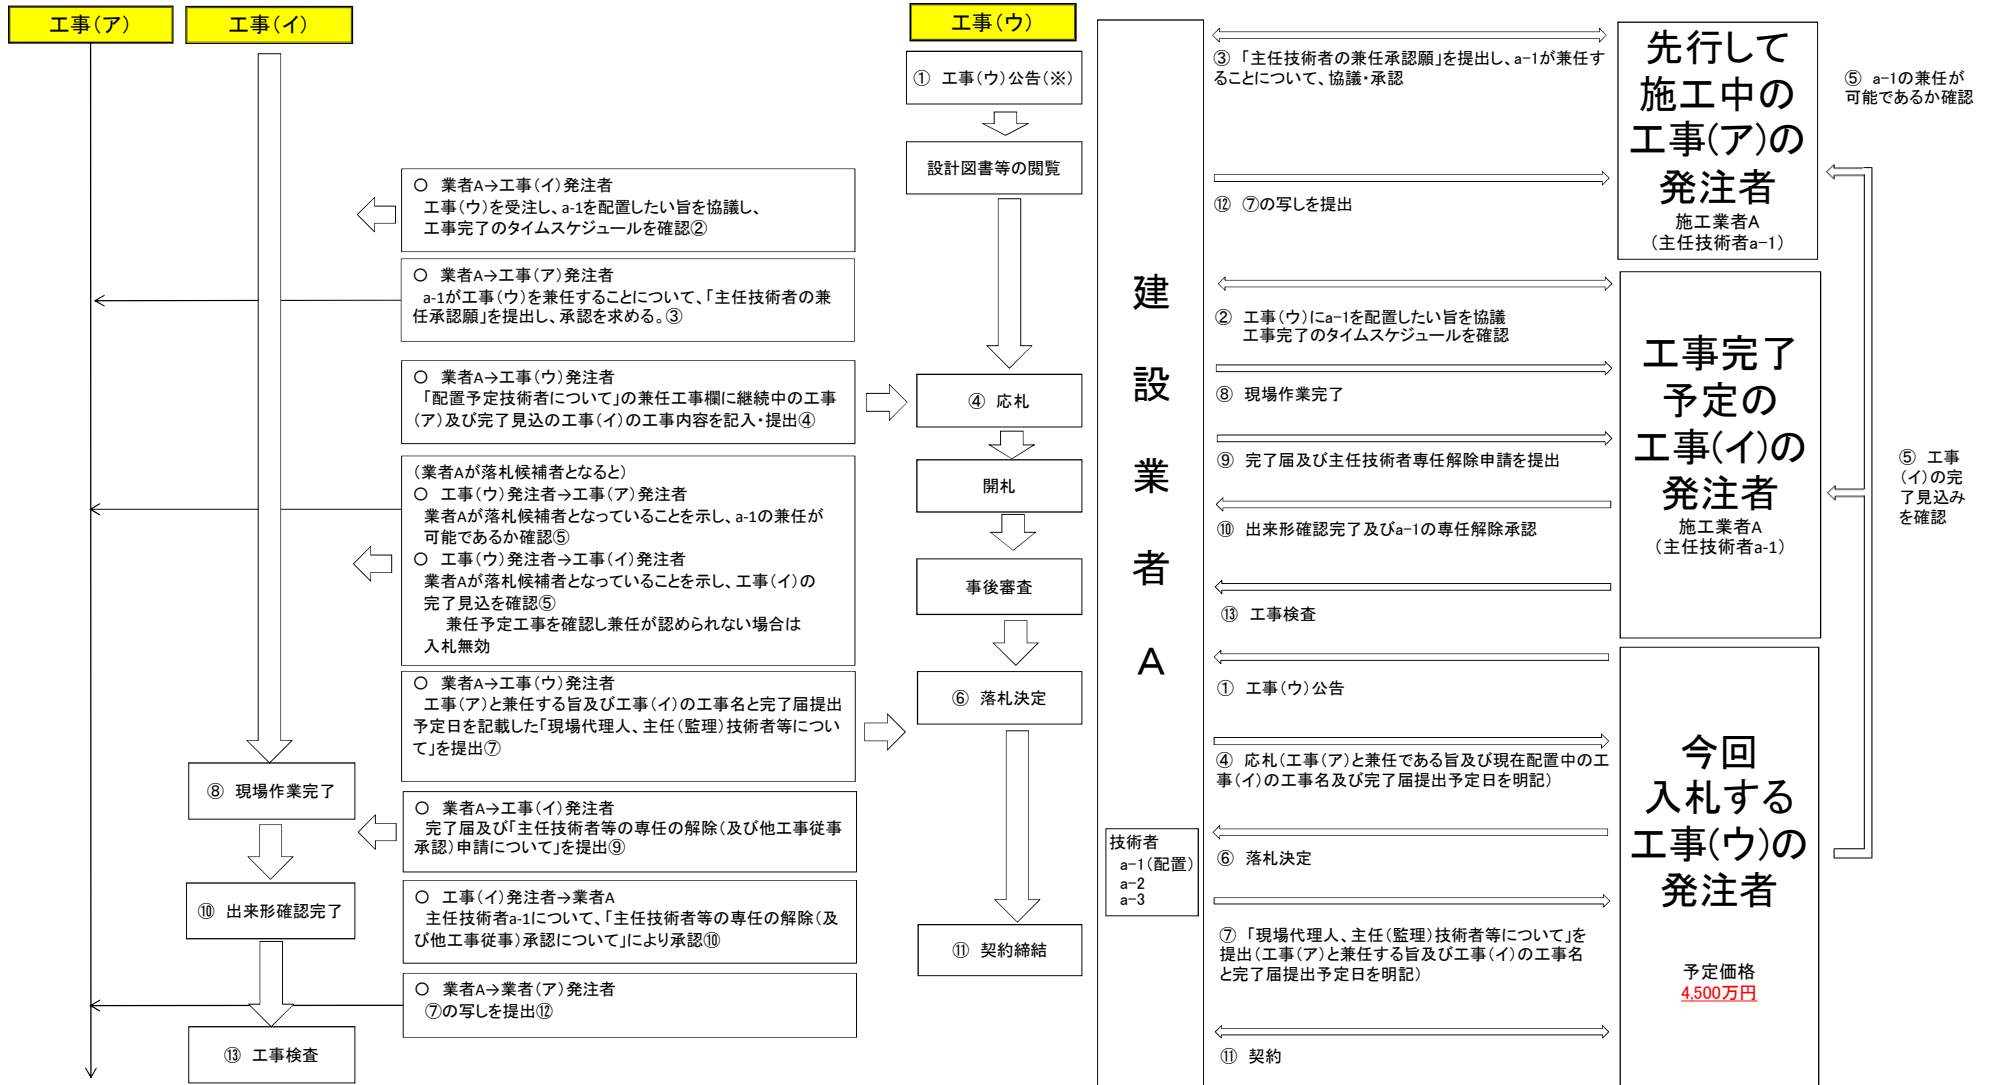 工事(ア)
工事(イ)
工事(ウ)
① 工事(ウ)公告(※)
設計図書等の閲覧
④ 応札
開札
事後審査
⑥ 落札決定
⑪ 契約締結
⑧ 現場作業完了
⑩ 出来形確認完了
⑬ 工事検査
○ 業者A→工事(イ)発注者
工事(ウ)を受注し、a-1を配置したい旨を協議し、
工事完了のタイムスケジュールを確認②
○ 業者A→工事(ア)発注者
a-1が工事(ウ)を兼任することについて、「主任技術者の兼
任承認願」を提出し、承認を求める。③
○ 業者A→工事(ウ)発注者
「配置予定技術者について」の兼任工事欄に継続中の工事
(ア)及び完了見込の工事(イ)の工事内容を記入・提出④
(業者Aが落札候補者となると)
○ 工事(ウ)発注者→工事(ア)発注者
業者Aが落札候補者となっていることを示し、a-1の兼任が
可能であるか確認⑤
○ 工事(ウ)発注者→工事(イ)発注者
業者Aが落札候補者となっていることを示し、工事(イ)の
完了見込を確認⑤
兼任予定工事を確認し兼任が認められない場合は
入札無効
○ 業者A→工事(ウ)発注者
工事(ア)と兼任する旨及び工事(イ)の工事名と完了届提出
予定日を記載した「現場代理人、主任(監理)技術者等につい
て」を提出⑦
○ 業者A→工事(イ)発注者
完了届及び「主任技術者等の専任の解除(及び他工事従事
承認)申請について」を提出⑨
○ 工事(イ)発注者→業者A
主任技術者a-1について、「主任技術者等の専任の解除(及
び他工事従事)承認について」により承認⑩
○ 業者A→業者(ア)発注者
⑦の写しを提出⑫
建
設
業
者
A
技術者
a-1(配置)
a-2
a-3
③ 「主任技術者の兼任承認願」を提出し、a-1が兼任す
ることについて、協議・承認
⑫ ⑦の写しを提出
② 工事(ウ)にa-1を配置したい旨を協議
工事完了のタイムスケジュールを確認
⑧ 現場作業完了
⑨ 完了届及び主任技術者専任解除申請を提出
⑩ 出来形確認完了及びa-1の専任解除承認
⑬ 工事検査
① 工事(ウ)公告
④ 応札(工事(ア)と兼任である旨及び現在配置中の工
事(イ)の工事名及び完了届提出予定日を明記)
⑥ 落札決定
⑦ 「現場代理人、主任(監理)技術者等について」を
提出(工事(ア)と兼任する旨及び工事(イ)の工事名
と完了届提出予定日を明記)
⑪ 契約
先行して
施工中の
工事(ア)の
発注者
施工業者A
(主任技術者a-1)
工事完了
予定の
工事(イ)の
発注者
施工業者A
(主任技術者a-1)
今回
入札する
工事(ウ)の
発注者
予定価格
4,500万円
⑤ a-1の兼任が
可能であるか確認
⑤ 工事
(イ)の完
了見込み
を確認